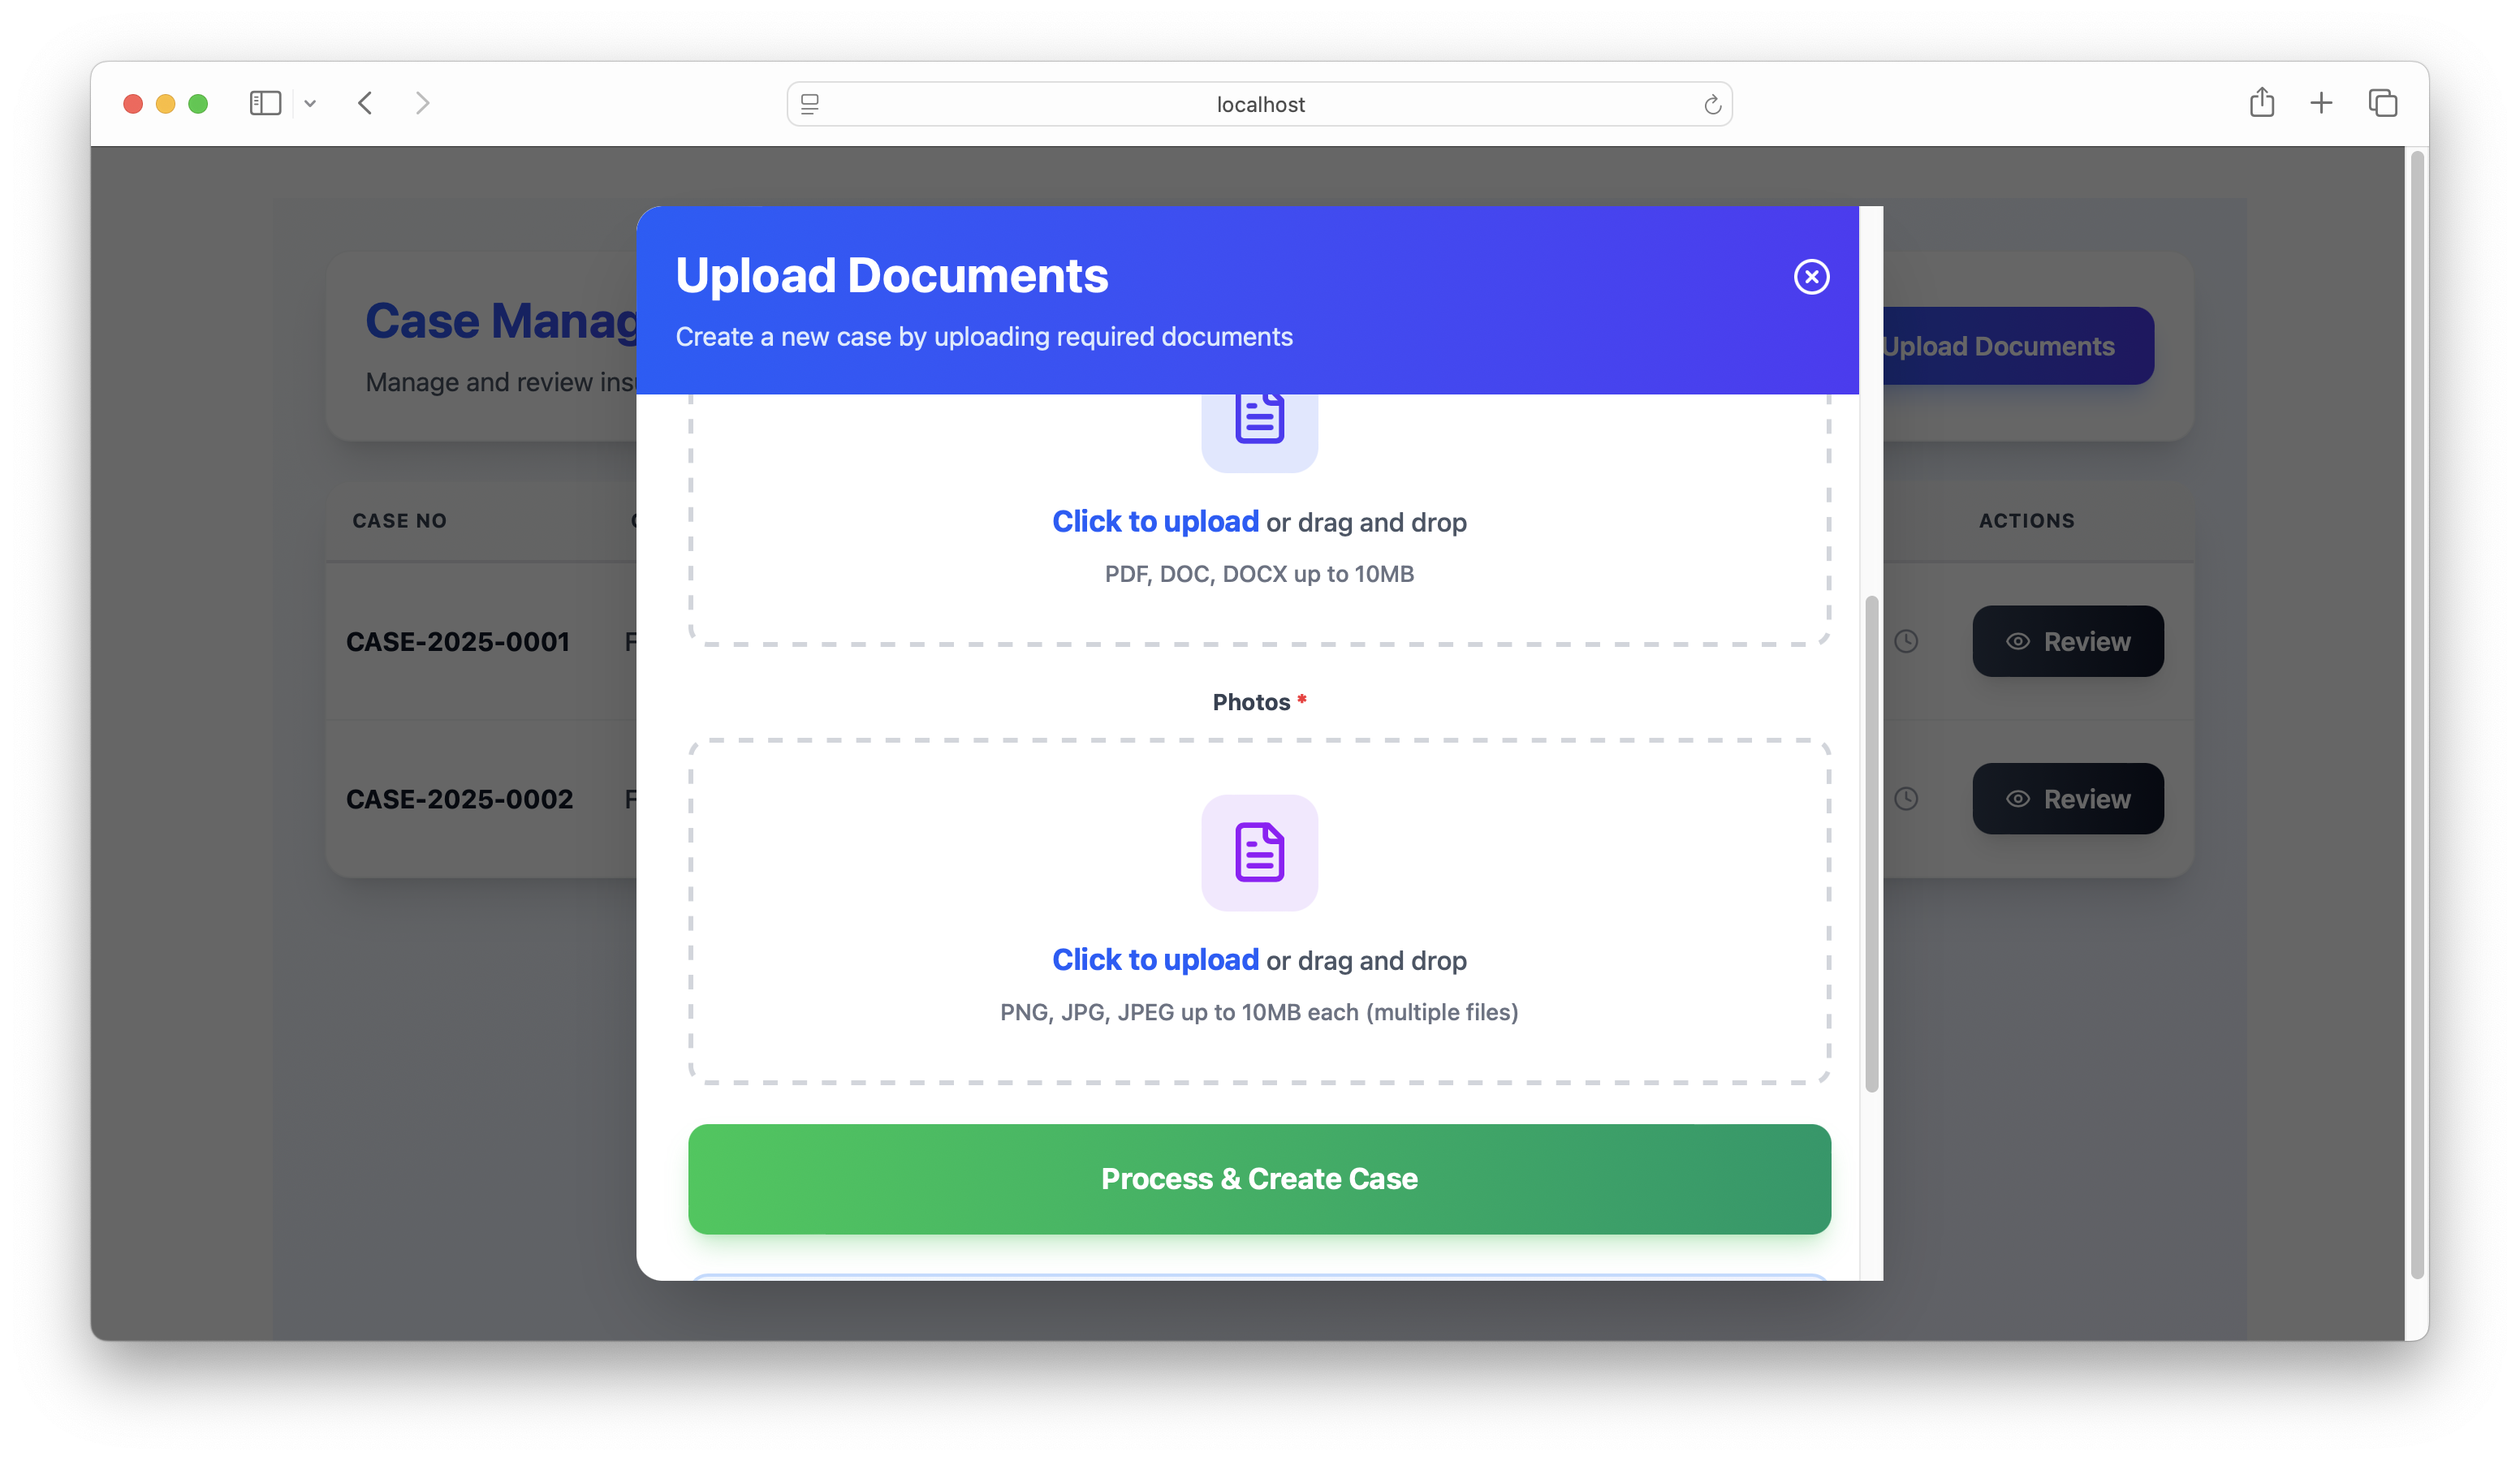 localhost
Upload Documents
Create a new case by uploading required documents
Case Manag
Manage and review ins
Upload Documents
CASE NO
ACTIONS
Click to upload or drag and drop
PDF, DOC, DOCX up to 10MB
CASE-2025-0001
F
Review
Photos *
CASE-2025-0002
F
Review
Click to upload or drag and drop
PNG, JPG, JPEG up to 10MB each (multiple files)
Process & Create Case